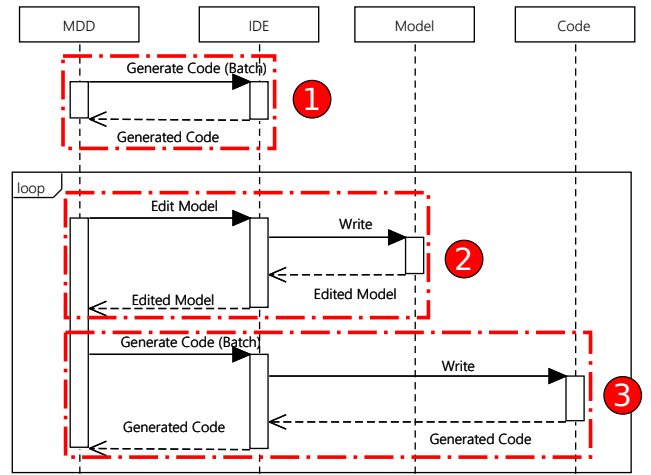 MDD
IDE
Model
Code
Generate Code (Batch)
1
Generated Code
loop
Edit Model
Write
2
Edited Model
Edited Model
Generate Code (Batch)
Write
3
Generated Code
Generated Code